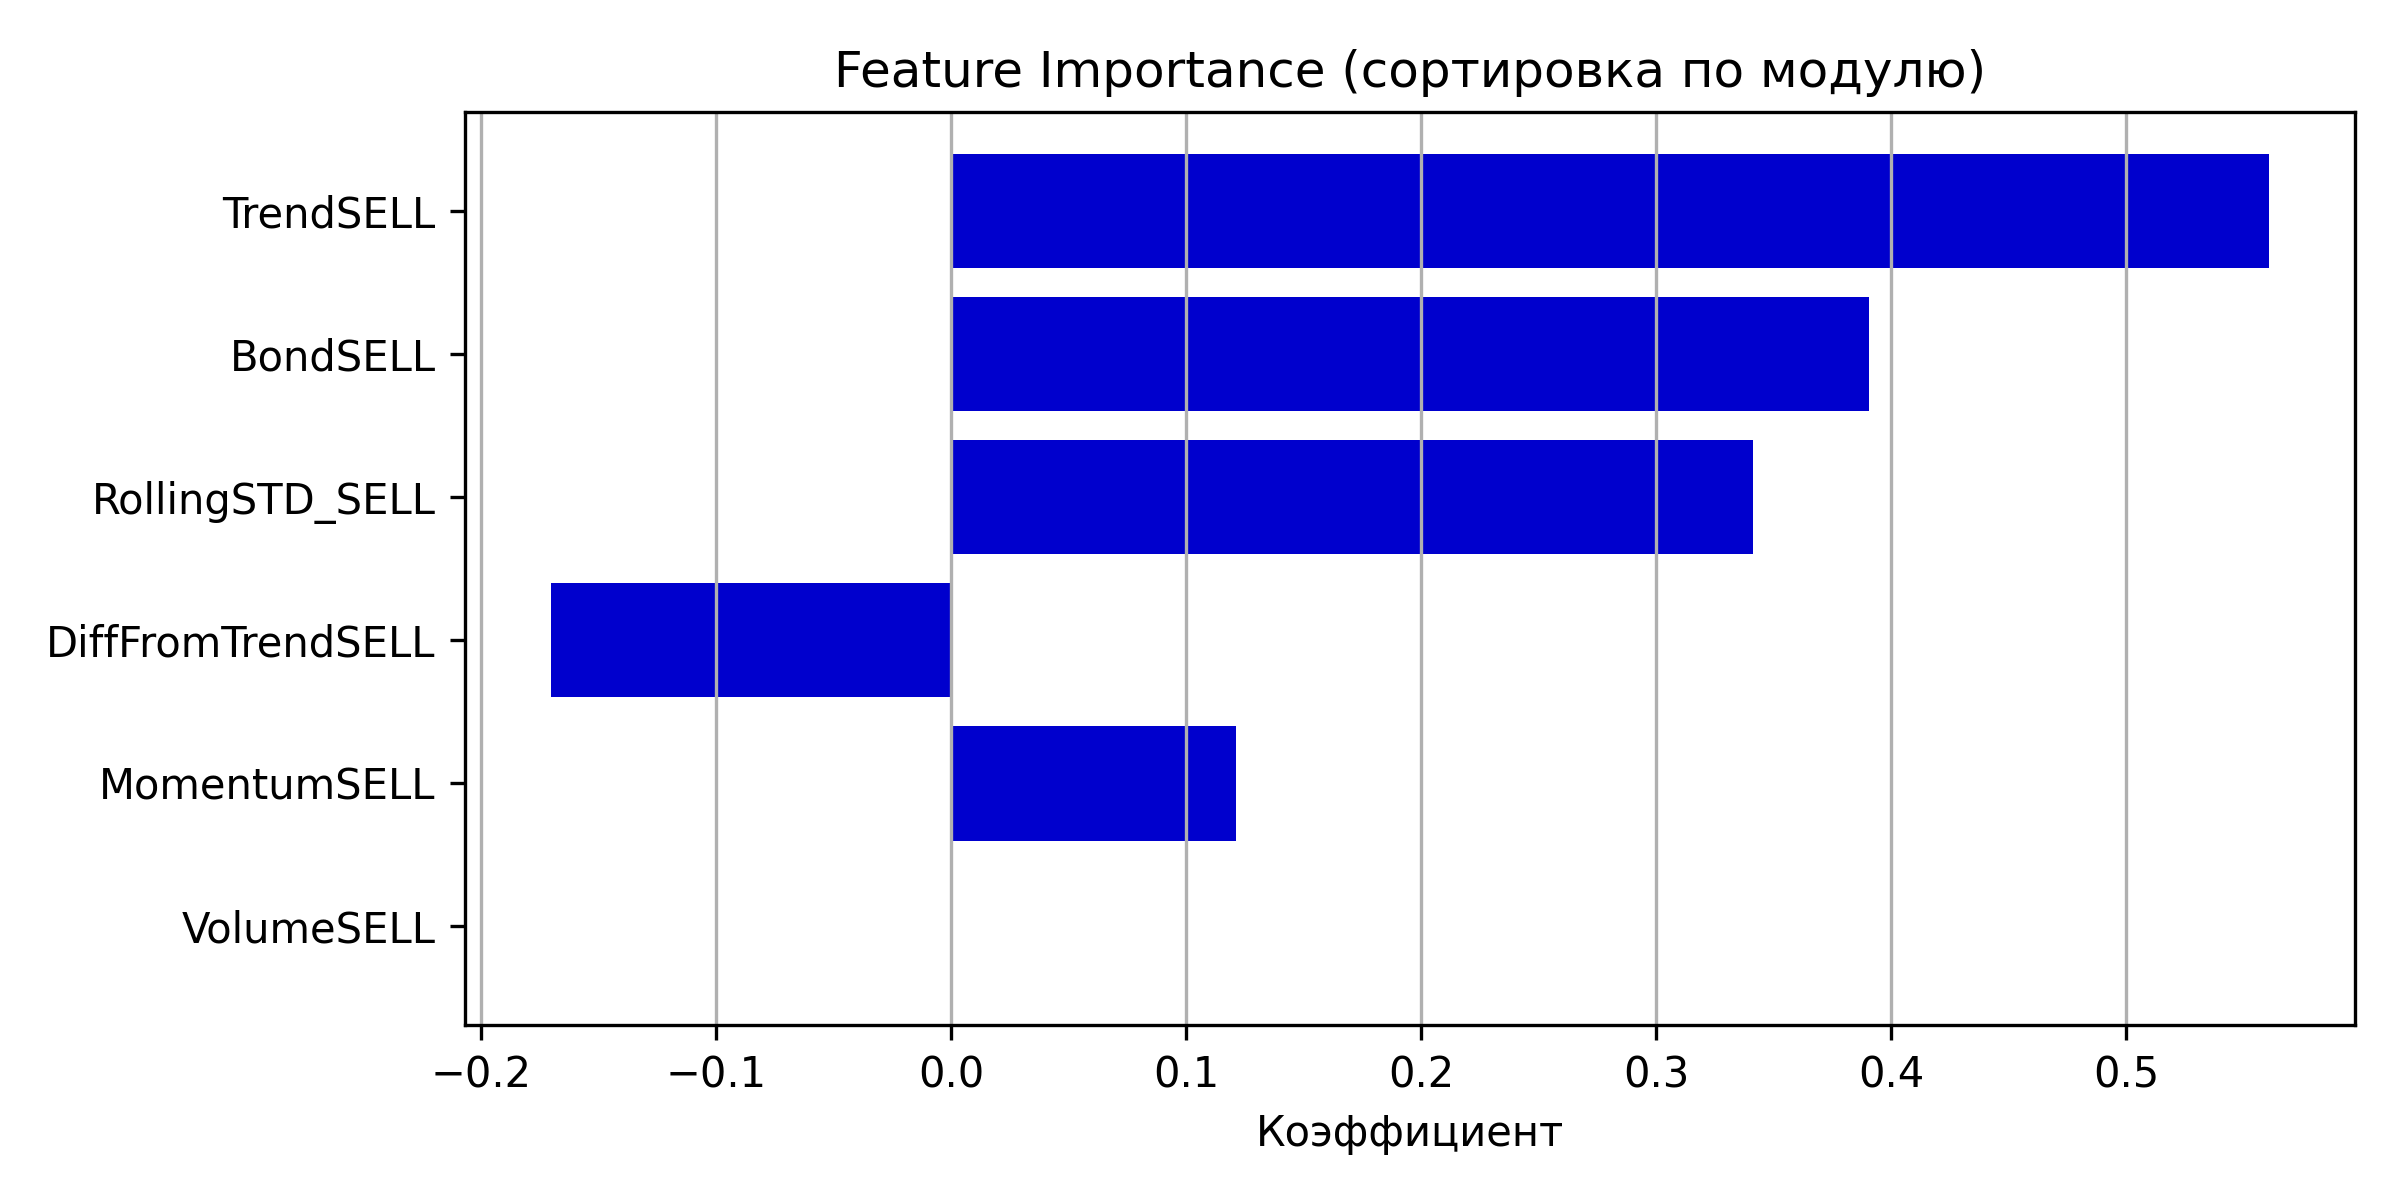 Feature Importance (сортировка по модулю)
TrendSELL
BondSELL
RollingSTD_SELL
DiffFromTrendSELL
MomentumSELL
VolumeSELL
−0.2 −0.1 0.0 0.1 0.2 0.3 0.4 0.5
Коэффициент